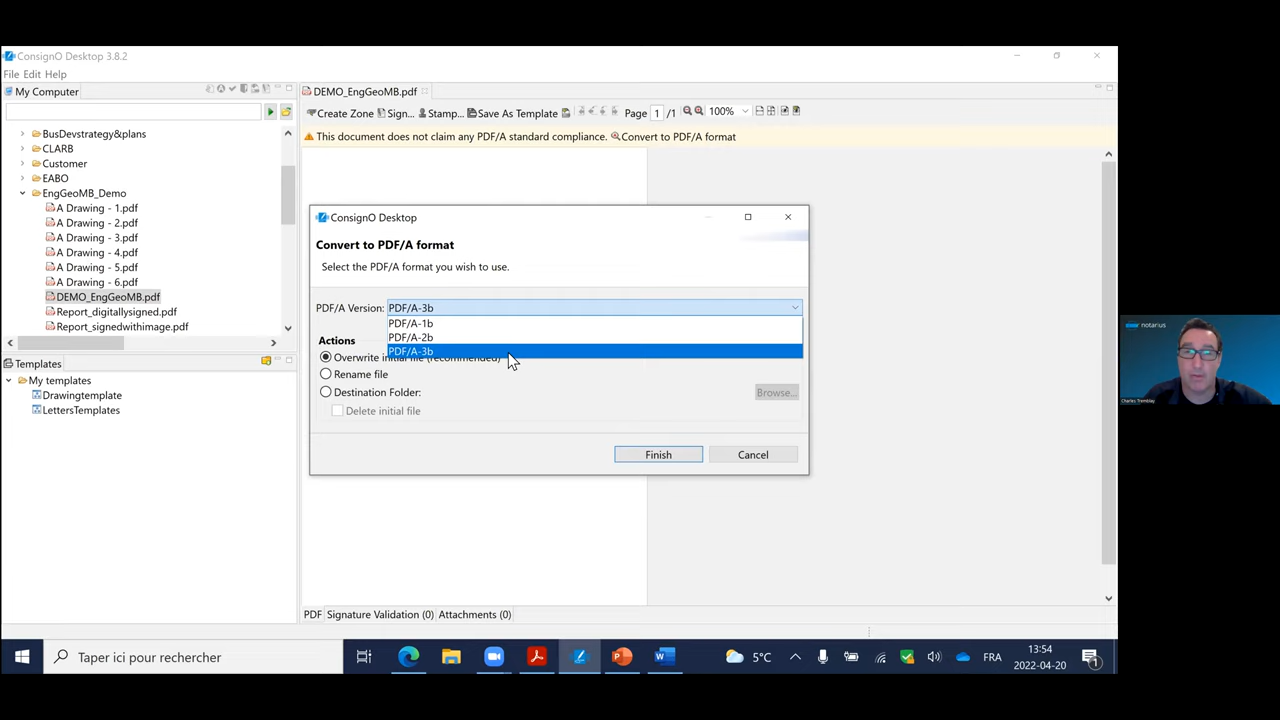 ConsignO Desktop 3.8.2
File Edit Help
My Computer
BusDevstrategy&plans
CLARB
Customer
EABO
EngGeoMB_Demo
A Drawing - 1.pdf
A Drawing - 2.pdf
A Drawing - 3.pdf
A Drawing - 4.pdf
A Drawing - 5.pdf
A Drawing - 6.pdf
DEMO_EngGeoMB.pdf
Report_digitallysigned.pdf
Report_signedwithimage.pdf
Templates
My templates
Drawingtemplate
LettersTemplates
DEMO_EngGeoMB.pdf
Create Zone Sign... Stamp... Save As Template Page 1 /1 100%
This document does not claim any PDF/A standard compliance. Convert to PDF/A format
ConsignO Desktop
Convert to PDF/A format
Select the PDF/A format you wish to use.
PDF/A Version: PDF/A-3b
PDF/A-1b
PDF/A-2b
PDF/A-3b
Actions
Overwrite initial file (recommended)
Rename file
Destination Folder: Browse...
Delete initial file
Finish Cancel
PDF Signature Validation (0) Attachments (0)
notarius
Charles Tremblay
Taper ici pour rechercher
5°C
FRA
13:54
2022-04-20
1